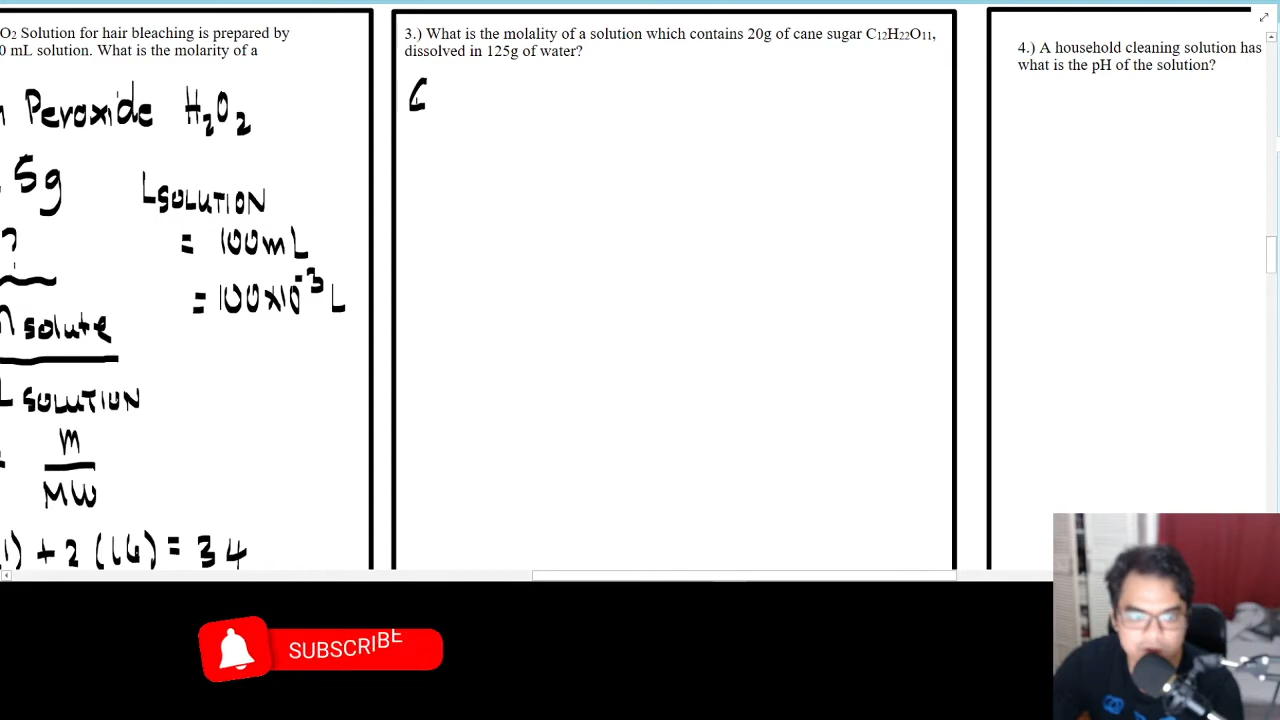 O2 Solution for hair bleaching is prepared by
0 mL solution. What is the molarity of a
Peroxide H2O2
5g
LSOLUTION
= 100mL
= 100x10^-3 L
?
n solute
L SOLUTION
m
MW
) + 2 (16) = 34
3.) What is the molality of a solution which contains 20g of cane sugar C12H22O11,
dissolved in 125g of water?
4.) A household cleaning solution has
what is the pH of the solution?
SUBSCRIBE